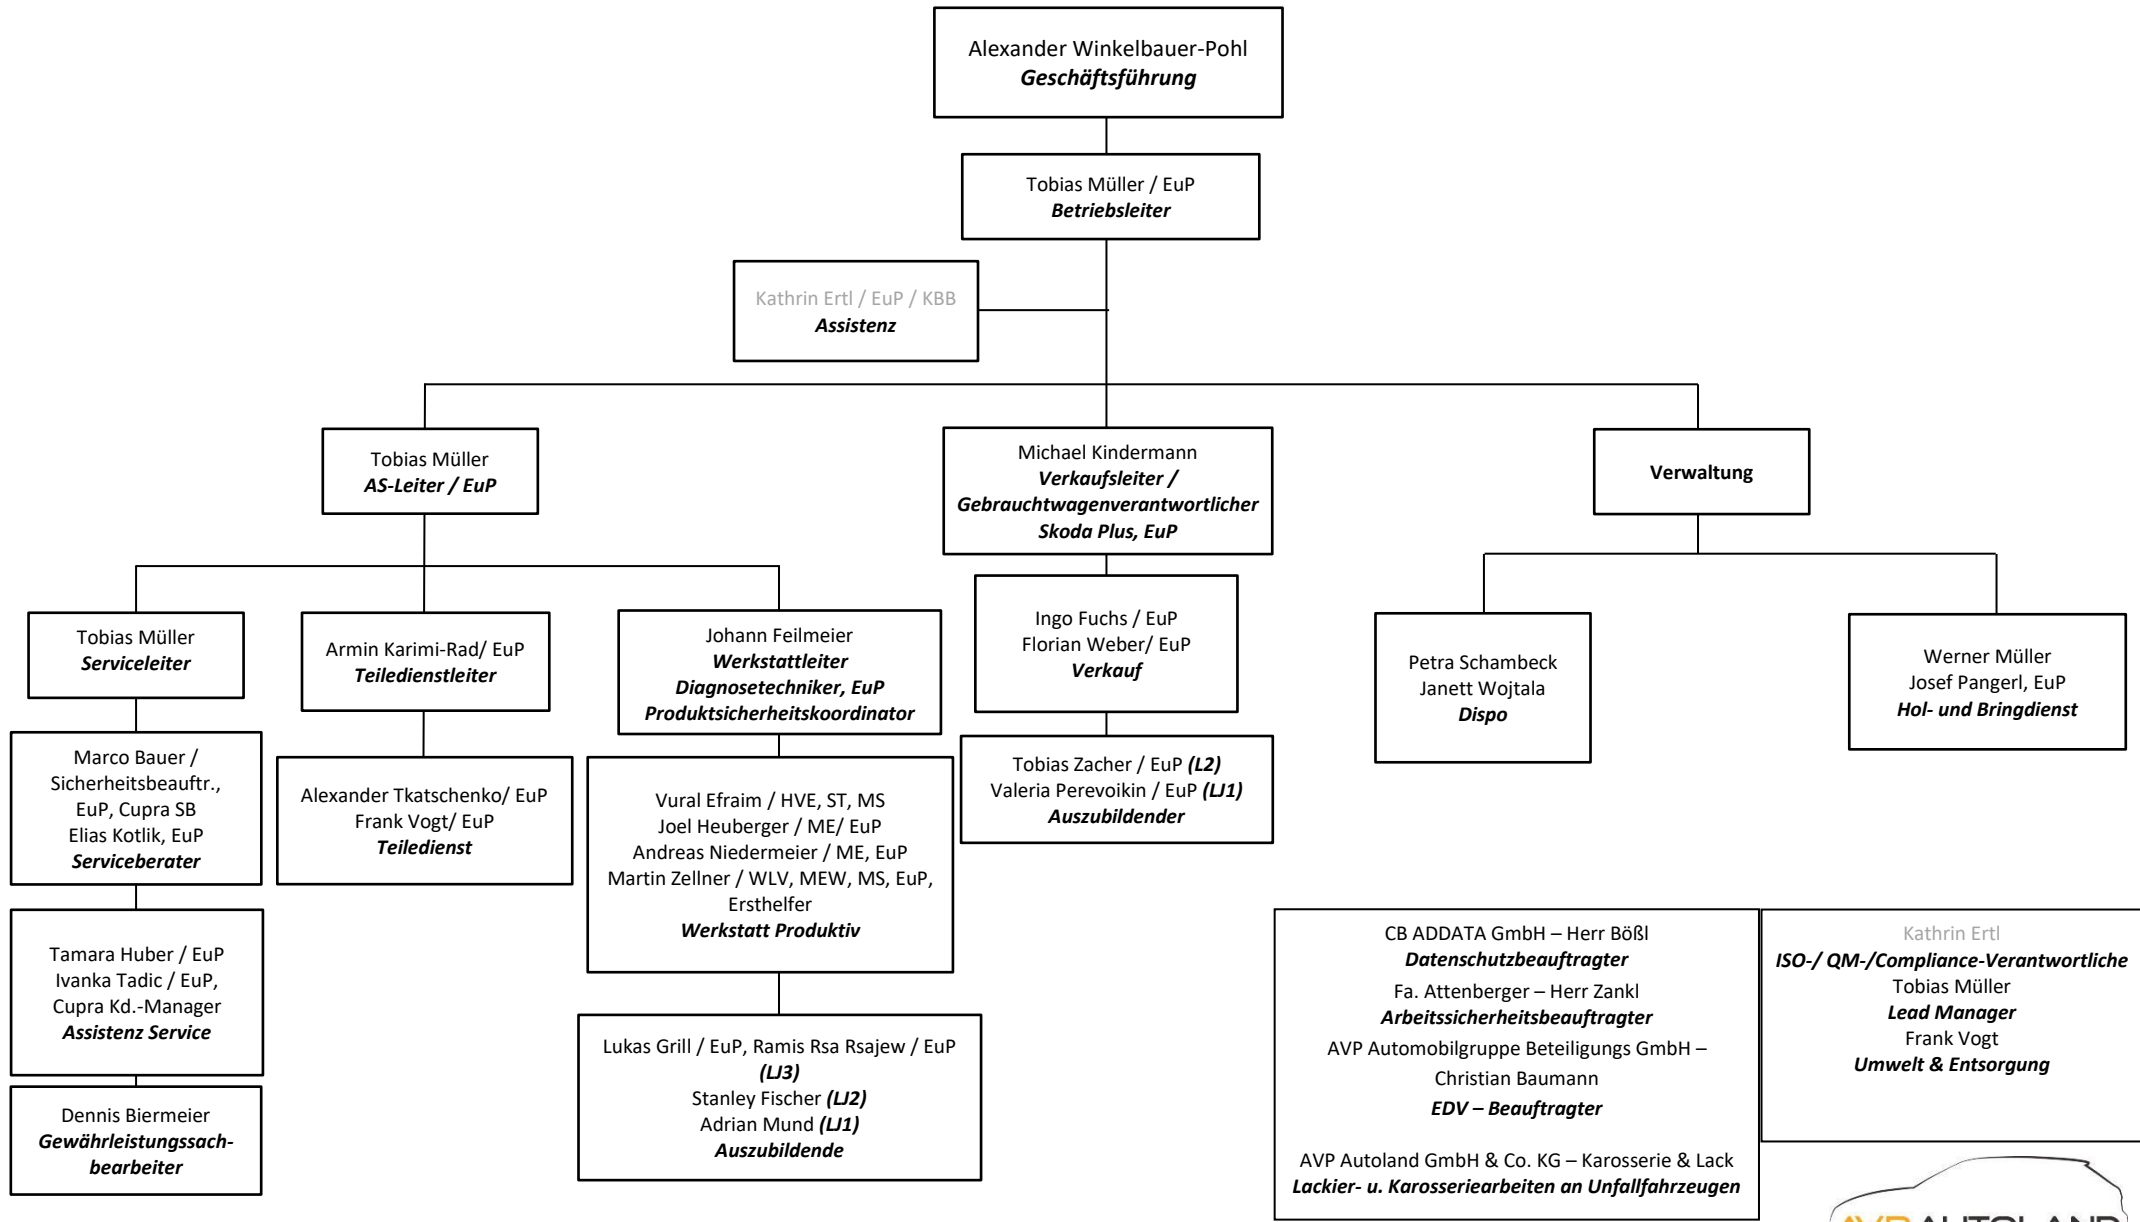 Alexander Winkelbauer-Pohl
Geschäftsführung
Tobias Müller / EuP
Betriebsleiter
Kathrin Ertl / EuP / KBB
Assistenz
Tobias Müller
AS-Leiter / EuP
Michael Kindermann
Verkaufsleiter /
Gebrauchtwagenverantwortlicher
Skoda Plus, EuP
Verwaltung
Tobias Müller
Serviceleiter
Armin Karimi-Rad/ EuP
Teiledienstleiter
Johann Feilmeier
Werkstattleiter
Diagnosetechniker, EuP
Produktsicherheitskoordinator
Ingo Fuchs / EuP
Florian Weber/ EuP
Verkauf
Petra Schambeck
Janett Wojtala
Dispo
Werner Müller
Josef Pangerl, EuP
Hol- und Bringdienst
Marco Bauer /
Sicherheitsbeauftr.,
EuP, Cupra SB
Elias Kotlik, EuP
Serviceberater
Alexander Tkatschenko/ EuP
Frank Vogt/ EuP
Teiledienst
Vural Efraim / HVE, ST, MS
Joel Heuberger / ME/ EuP
Andreas Niedermeier / ME, EuP
Martin Zellner / WLV, MEW, MS, EuP,
Ersthelfer
Werkstatt Produktiv
Tobias Zacher / EuP (L2)
Valeria Perevoikin / EuP (LJ1)
Auszubildender
Tamara Huber / EuP
Ivanka Tadic / EuP,
Cupra Kd.-Manager
Assistenz Service
Lukas Grill / EuP, Ramis Rsa Rsajew / EuP
(LJ3)
Stanley Fischer (LJ2)
Adrian Mund (LJ1)
Auszubildende
Dennis Biermeier
Gewährleistungssach-
bearbeiter
CB ADDATA GmbH – Herr Bößl
Datenschutzbeauftragter
Fa. Attenberger – Herr Zankl
Arbeitssicherheitsbeauftragter
AVP Automobilgruppe Beteiligungs GmbH –
Christian Baumann
EDV – Beauftragter
AVP Autoland GmbH & Co. KG – Karosserie & Lack
Lackier- u. Karosseriearbeiten an Unfallfahrzeugen
Kathrin Ertl
ISO-/ QM-/Compliance-Verantwortliche
Tobias Müller
Lead Manager
Frank Vogt
Umwelt & Entsorgung
AVP AUTOLAND